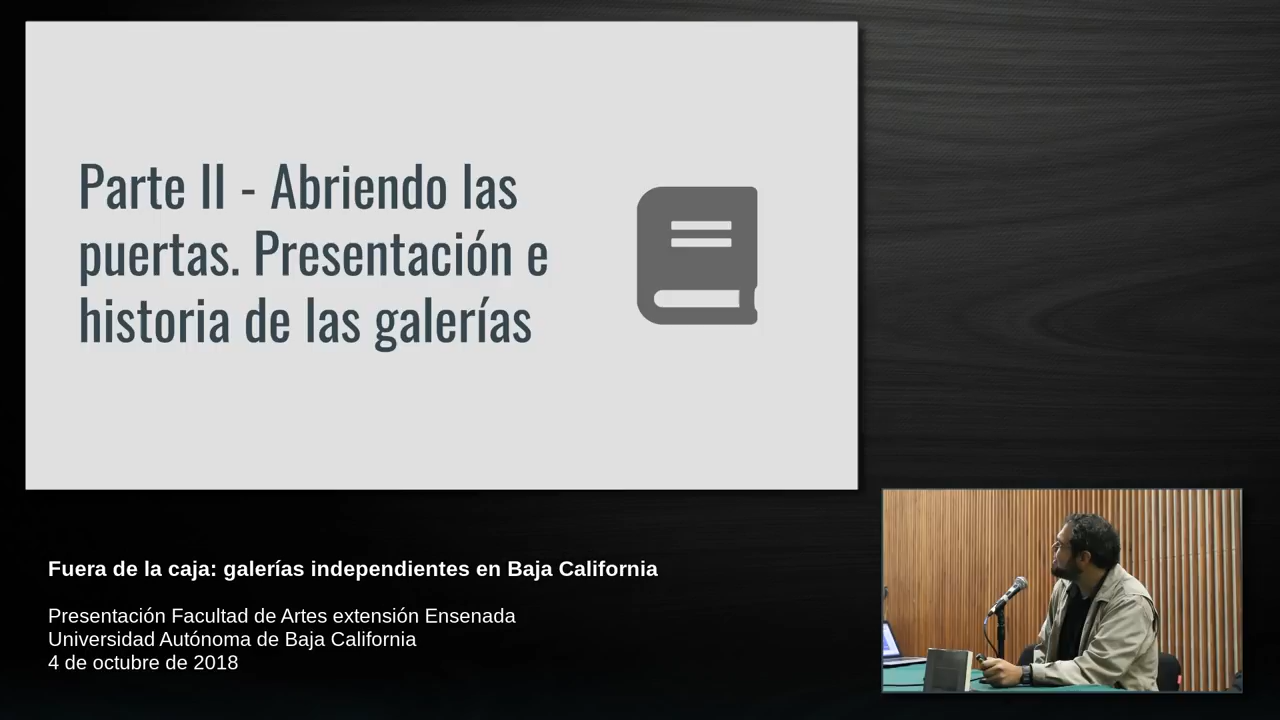 Parte II - Abriendo las
puertas. Presentación e
historia de las galerías
Fuera de la caja: galerías independientes en Baja California
Presentación Facultad de Artes extensión Ensenada
Universidad Autónoma de Baja California
4 de octubre de 2018